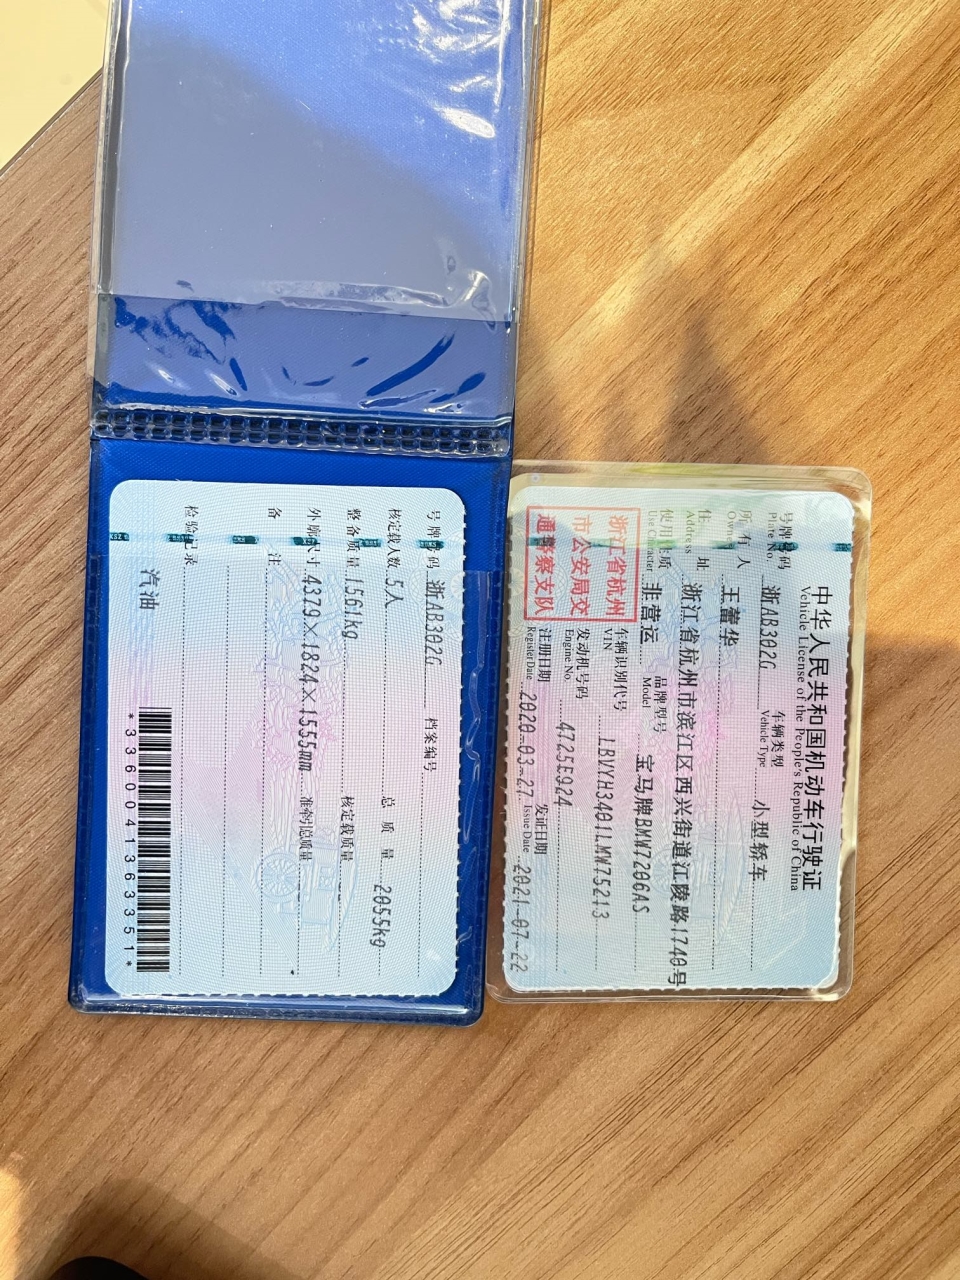 中华人民共和国机动车行驶证
Vehicle License of the People's Republic of China
号牌号码 浙AB302G 车辆类型 小型轿车
Plate No. Vehicle Type
所有人 王蕾华
Owner
住址 浙江省杭州市滨江区西兴街道江陵路1740号
Address
使用性质 非营运 品牌型号 宝马牌BMW7206AS
Use Character Model
浙江省杭州
市公安局交
通警察支队
车辆识别代号 LBVYH3401LMW75213
VIN
发动机号码 4725E924
Engine No.
注册日期 2020-03-27 发证日期 2021-07-22
Register Date Issue Date
号牌号码 浙AB302G 档案编号
核定载人数 5人 总质量 2055kg
整备质量 1561kg 核定载质量
外廓尺寸 4379×1824×1555mm 准牵引总质量
备注
检验记录
汽油
*3360041363351*